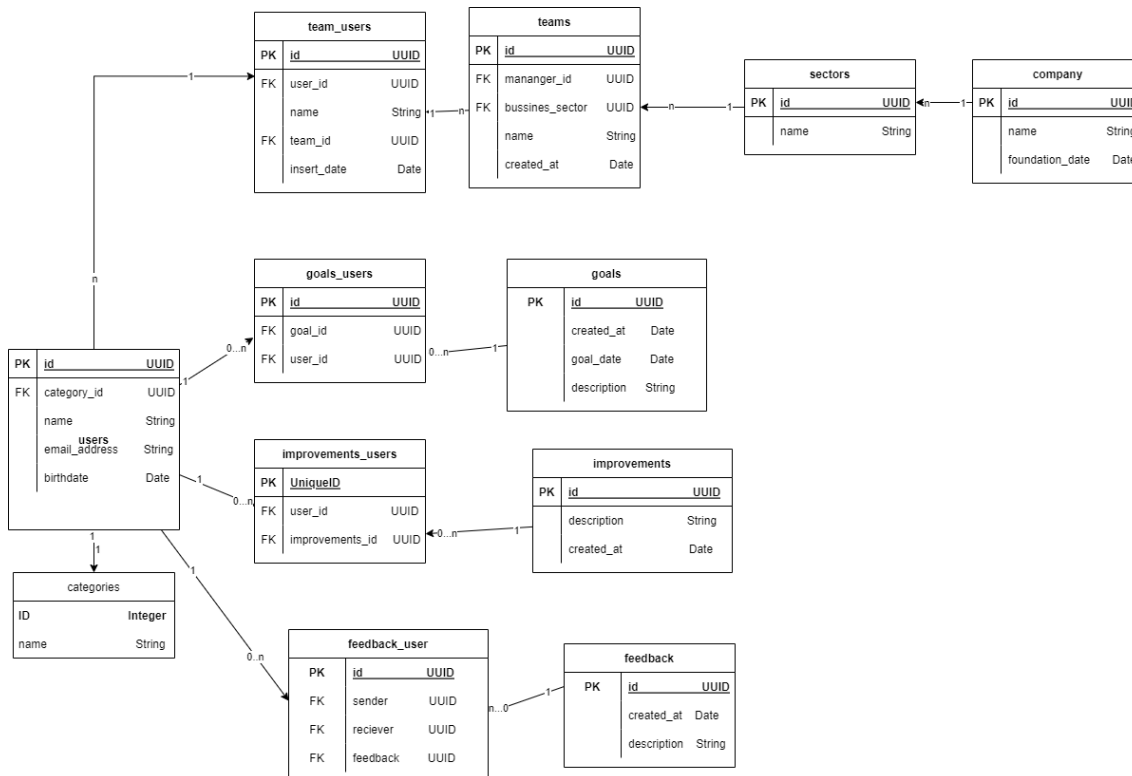 team_users
PK id UUID
FK user_id UUID
name String
FK team_id UUID
insert_date Date
teams
PK id UUID
FK mananger_id UUID
FK bussines_sector UUID
name String
created_at Date
sectors
PK id UUID
name String
company
PK id UUID
name String
foundation_date Date
1
1
n
n
1
n
1
n
goals_users
PK id UUID
FK goal_id UUID
FK user_id UUID
goals
PK id UUID
created_at Date
goal_date Date
description String
1
0...n
0...n
1
PK id UUID
FK category_id UUID
name String
users
email_address String
birthdate Date
improvements_users
PK UniqueID
FK user_id UUID
FK improvements_id UUID
improvements
PK id UUID
description String
created_at Date
1
0...n
0...n
1
1
1
categories
ID Integer
name String
1
0..n
feedback_user
PK id UUID
FK sender UUID
FK reciever UUID
FK feedback UUID
n...0
1
feedback
PK id UUID
created_at Date
description String